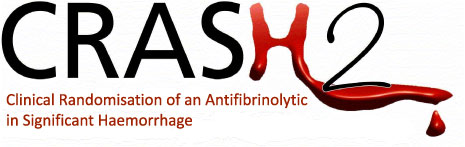 CRASH2
Clinical Randomisation of an Antifibrinolytic
in Significant Haemorrhage